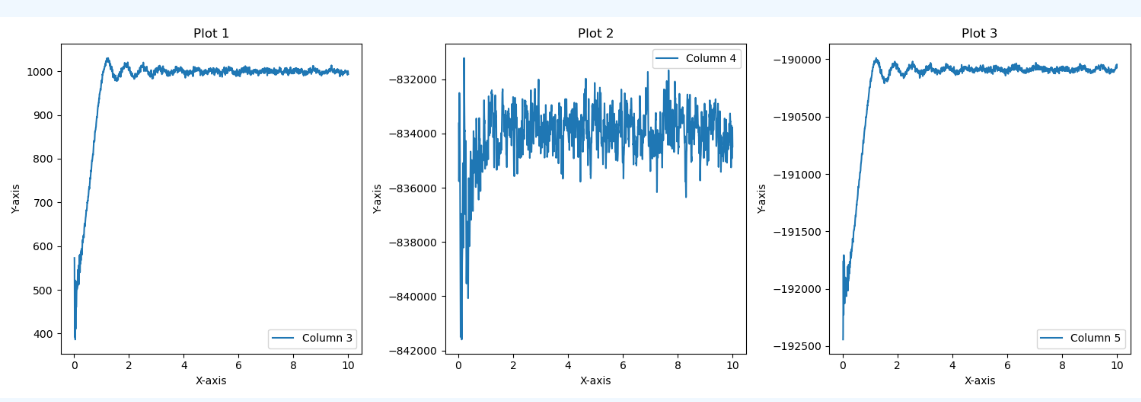 Plot 1
1000
900
800
700
600
500
400
Y-axis
0 2 4 6 8 10
X-axis
Column 3
Plot 2
Column 4
−832000
−834000
−836000
−838000
−840000
−842000
Y-axis
0 2 4 6 8 10
X-axis
Plot 3
−190000
−190500
−191000
−191500
−192000
−192500
Y-axis
0 2 4 6 8 10
X-axis
Column 5